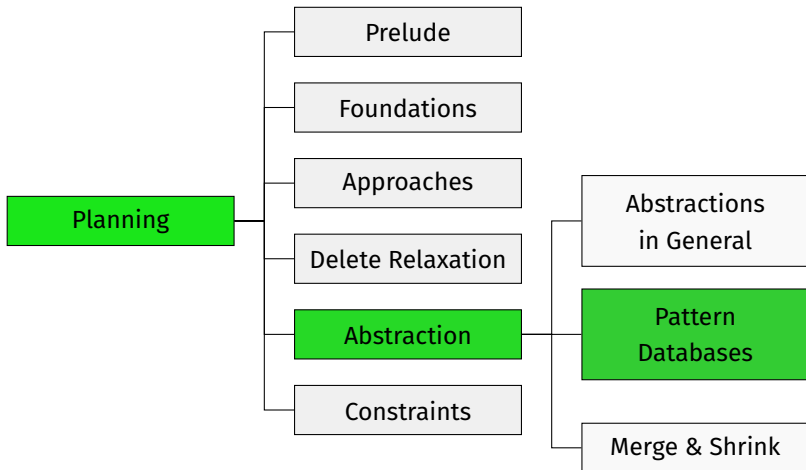 Planning
Prelude
Foundations
Approaches
Delete Relaxation
Abstraction
Constraints
Abstractions
in General
Pattern
Databases
Merge & Shrink